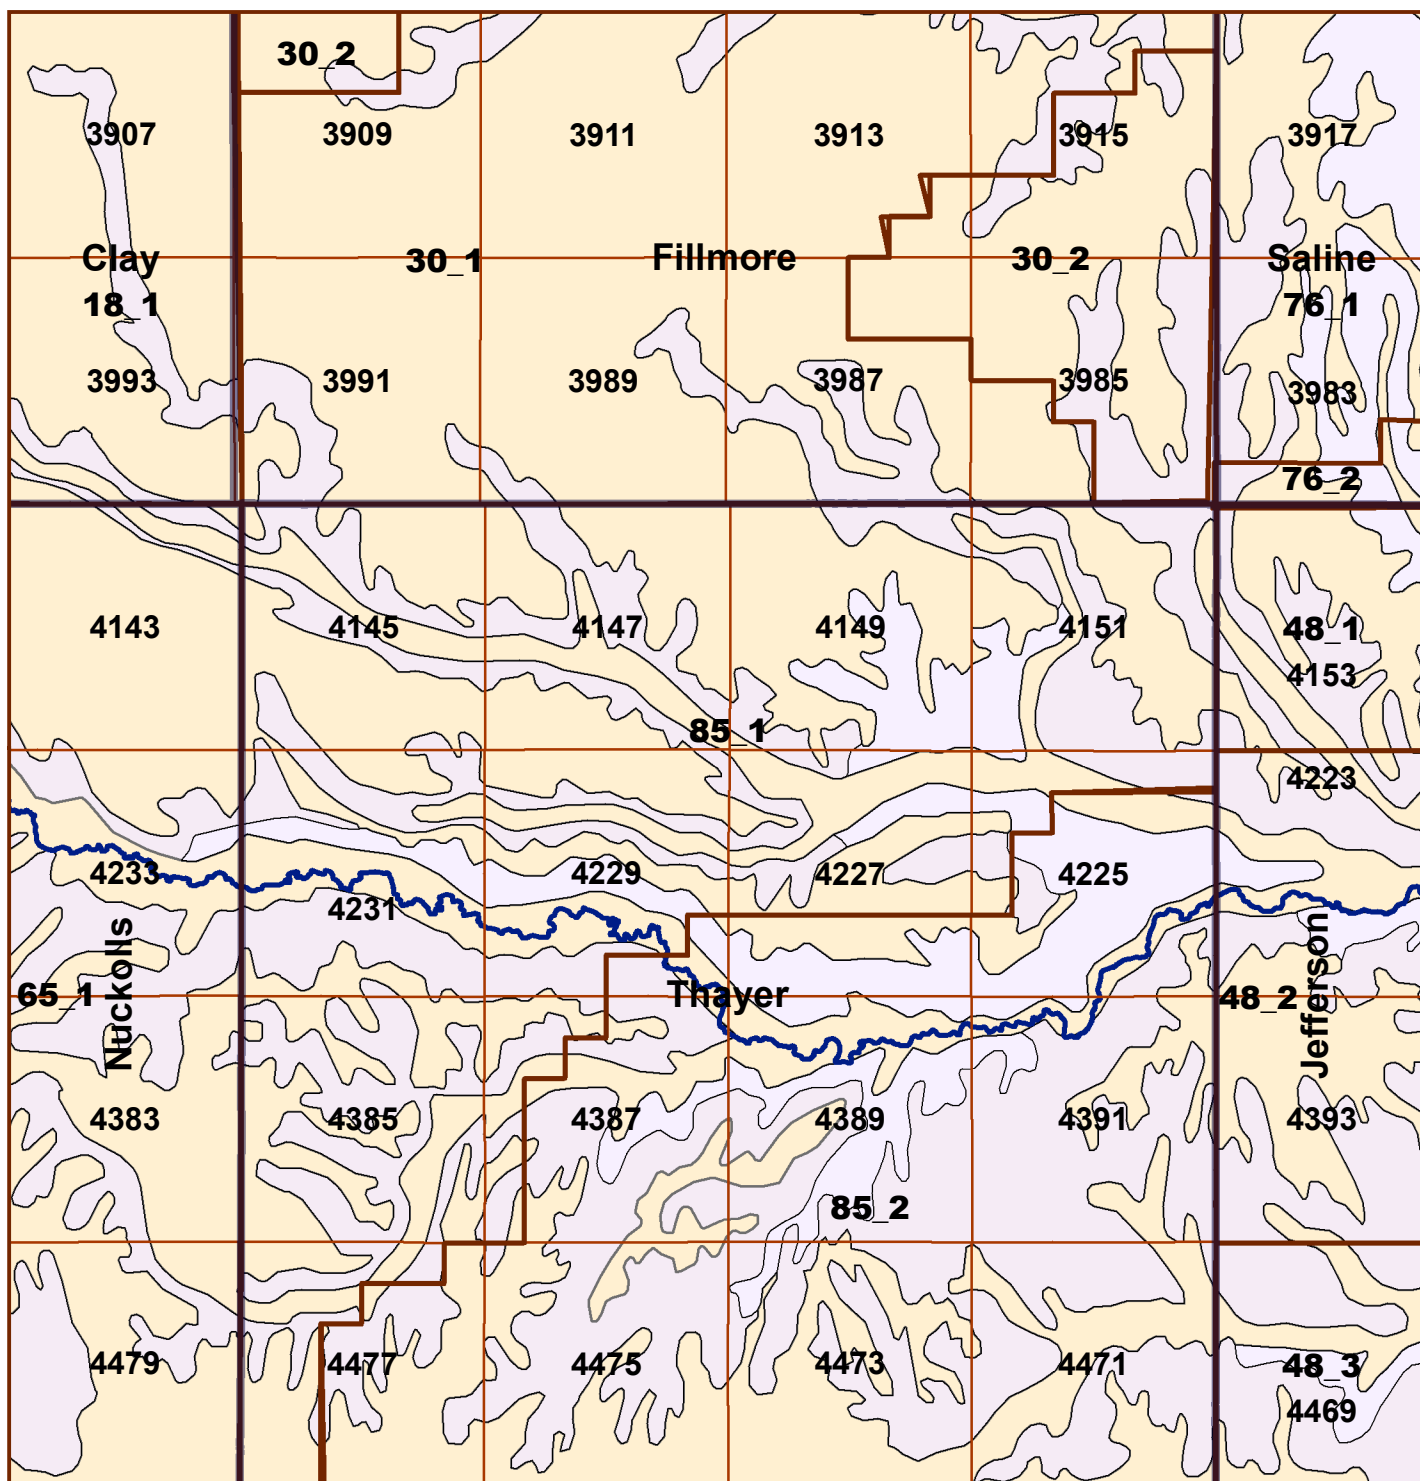 30_2
3907 3909 3911 3913 3915 3917
Clay 30_1 Fillmore 30_2 Saline
18_1 76_1
3993 3991 3989 3987 3985 3983
76_2
4143 4145 4147 4149 4151 48_1
4153
85_1
4223
4233 4229 4227 4225
4231
Nuckolls Jefferson
65_1 Thayer 48_2
4383 4385 4387 4389 4391 4393
85_2
4479 4477 4475 4473 4471 48_3
4469